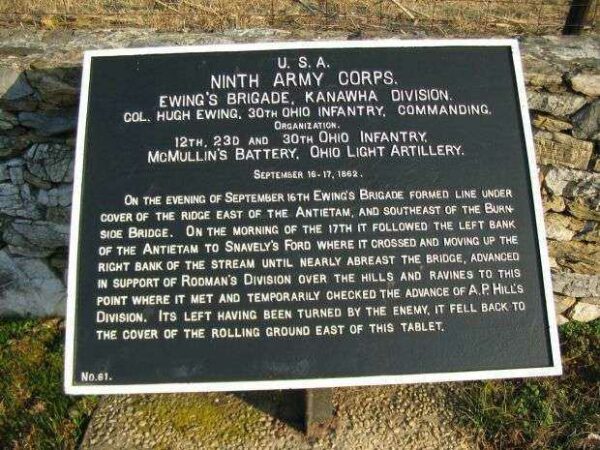 U. S. A.
NINTH ARMY CORPS.
EWING'S BRIGADE, KANAWHA DIVISION.
COL. HUGH EWING, 30TH OHIO INFANTRY, COMMANDING.
ORGANIZATION.
12TH, 23D AND 30TH OHIO INFANTRY,
MCMULLIN'S BATTERY, OHIO LIGHT ARTILLERY.
SEPTEMBER 16-17, 1862.
ON THE EVENING OF SEPTEMBER 16TH EWING'S BRIGADE FORMED LINE UNDER
COVER OF THE RIDGE EAST OF THE ANTIETAM, AND SOUTHEAST OF THE BURN-
SIDE BRIDGE. ON THE MORNING OF THE 17TH IT FOLLOWED THE LEFT BANK
OF THE ANTIETAM TO SNAVELY'S FORD WHERE IT CROSSED AND MOVING UP THE
RIGHT BANK OF THE STREAM UNTIL NEARLY ABREAST THE BRIDGE, ADVANCED
IN SUPPORT OF RODMAN'S DIVISION OVER THE HILLS AND RAVINES TO THIS
POINT WHERE IT MET AND TEMPORARILY CHECKED THE ADVANCE OF A. P. HILL'S
DIVISION. ITS LEFT HAVING BEEN TURNED BY THE ENEMY, IT FELL BACK TO
THE COVER OF THE ROLLING GROUND EAST OF THIS TABLET.
NO. 61.